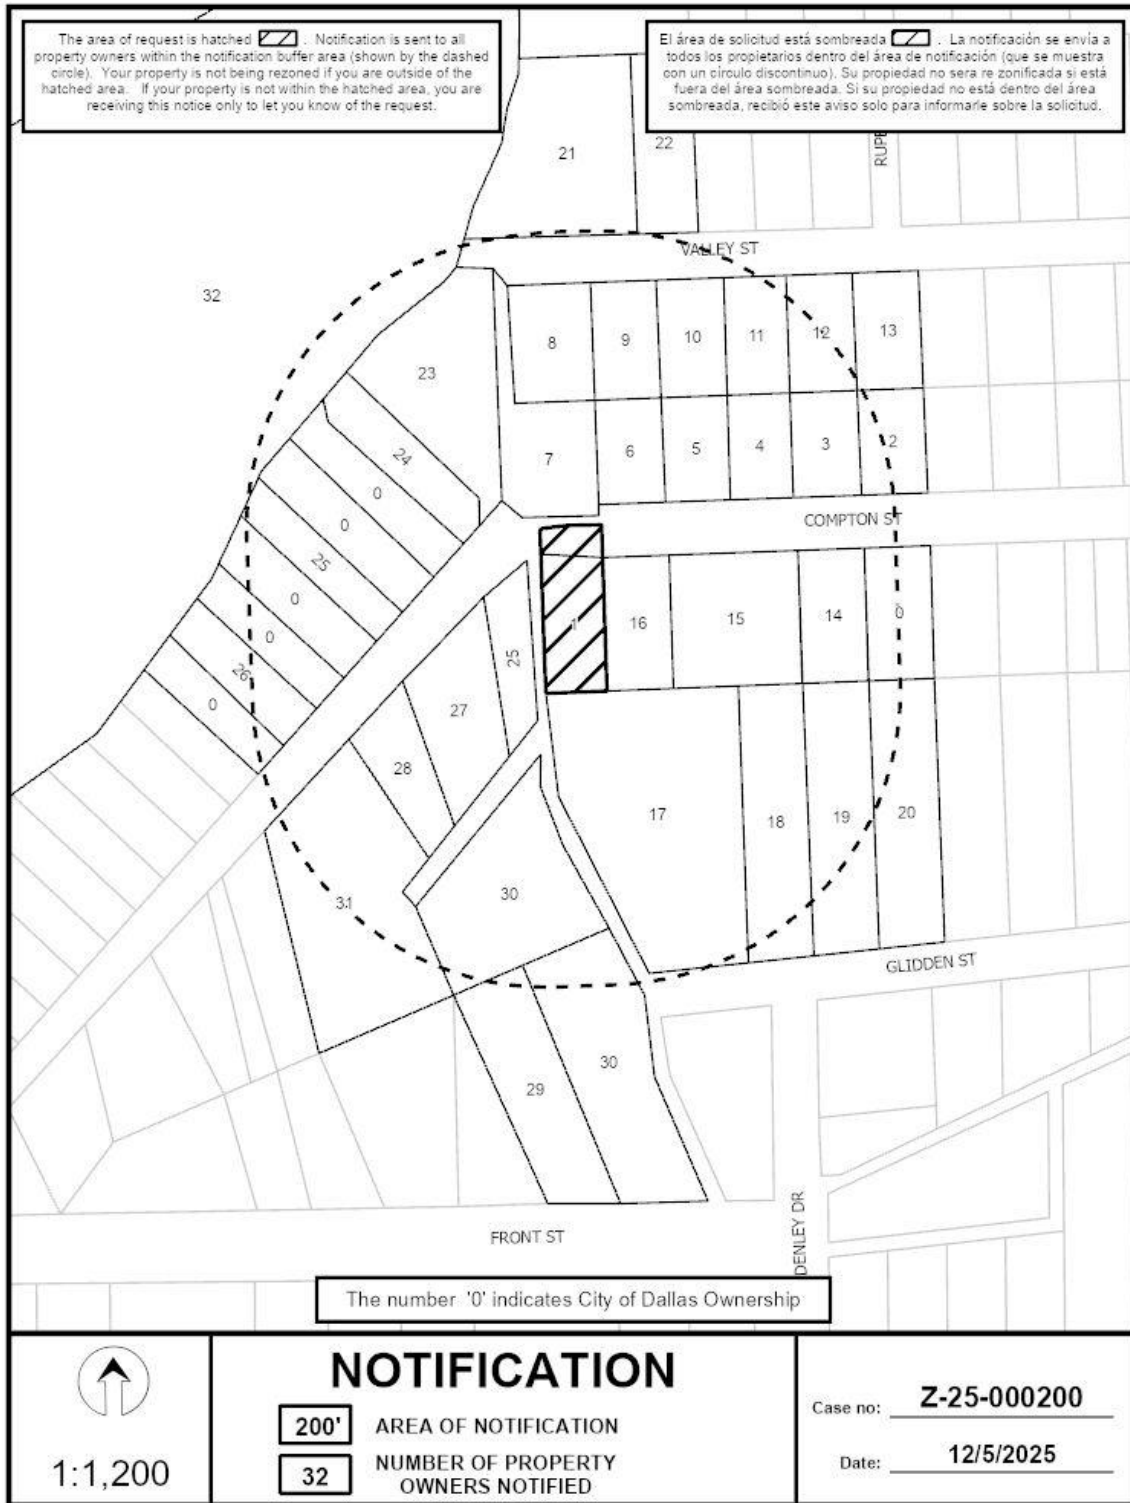 The area of request is hatched . Notification is sent to all
property owners within the notification buffer area (shown by the dashed
circle). Your property is not being rezoned if you are outside of the
hatched area. If your property is not within the hatched area, you are
receiving this notice only to let you know of the request.
El área de solicitud está sombreada . La notificación se envía a
todos los propietarios dentro del área de notificación (que se muestra
con un círculo discontinuo). Su propiedad no sera re zonificada si está
fuera del área sombreada. Si su propiedad no está dentro del área
sombreada, recibió este aviso solo para informarle sobre la solicitud.
21
22
RUPE
VALLEY ST
32
8
9
10
11
12
13
23
7
6
5
4
3
2
24
0
0
25
0
0
26
0
COMPTON ST
1
16
15
14
0
25
27
28
17
18
19
20
31
30
GLIDDEN ST
29
30
FRONT ST
DENLEY DR
The number '0' indicates City of Dallas Ownership
1:1,200
NOTIFICATION
200' AREA OF NOTIFICATION
32 NUMBER OF PROPERTY
OWNERS NOTIFIED
Case no: Z-25-000200
Date: 12/5/2025